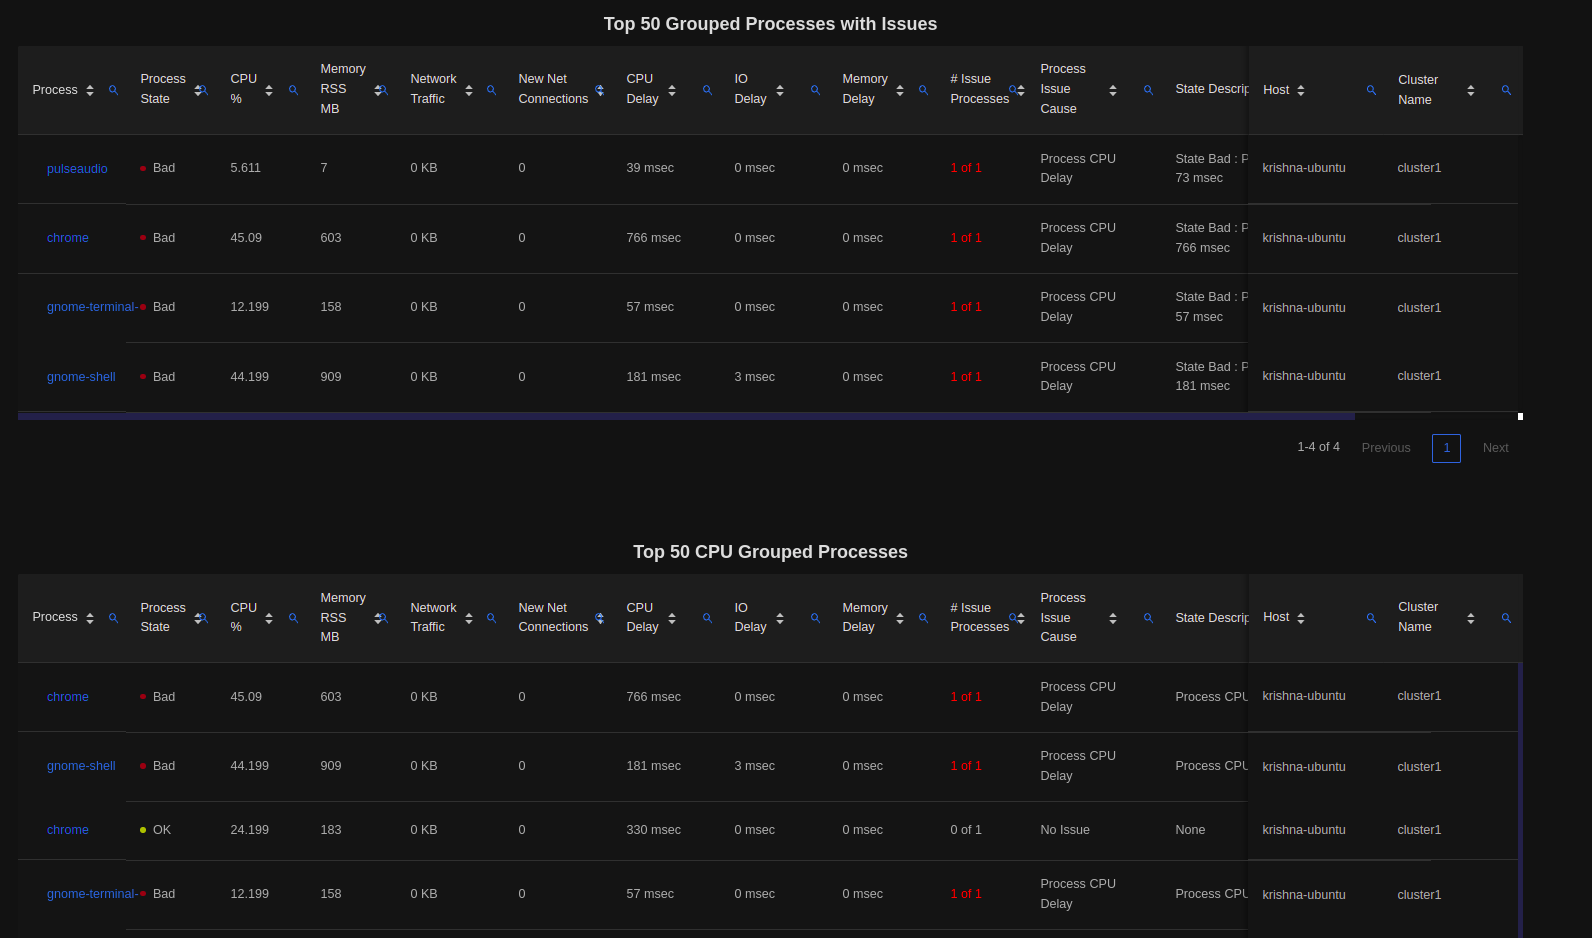 Top 50 Grouped Processes with Issues
Process Process State CPU % Memory RSS MB Network Traffic New Net Connections CPU Delay IO Delay Memory Delay # Issue Processes Process Issue Cause State Descrip Host Cluster Name
pulseaudio Bad 5.611 7 0 KB 0 39 msec 0 msec 0 msec 1 of 1 Process CPU Delay State Bad : P 73 msec krishna-ubuntu cluster1
chrome Bad 45.09 603 0 KB 0 766 msec 0 msec 0 msec 1 of 1 Process CPU Delay State Bad : P 766 msec krishna-ubuntu cluster1
gnome-terminal- Bad 12.199 158 0 KB 0 57 msec 0 msec 0 msec 1 of 1 Process CPU Delay State Bad : P 57 msec krishna-ubuntu cluster1
gnome-shell Bad 44.199 909 0 KB 0 181 msec 3 msec 0 msec 1 of 1 Process CPU Delay State Bad : P 181 msec krishna-ubuntu cluster1
1-4 of 4 Previous 1 Next
Top 50 CPU Grouped Processes
Process Process State CPU % Memory RSS MB Network Traffic New Net Connections CPU Delay IO Delay Memory Delay # Issue Processes Process Issue Cause State Descrip Host Cluster Name
chrome Bad 45.09 603 0 KB 0 766 msec 0 msec 0 msec 1 of 1 Process CPU Delay Process CPU krishna-ubuntu cluster1
gnome-shell Bad 44.199 909 0 KB 0 181 msec 3 msec 0 msec 1 of 1 Process CPU Delay Process CPU krishna-ubuntu cluster1
chrome OK 24.199 183 0 KB 0 330 msec 0 msec 0 msec 0 of 1 No Issue None krishna-ubuntu cluster1
gnome-terminal- Bad 12.199 158 0 KB 0 57 msec 0 msec 0 msec 1 of 1 Process CPU Delay Process CPU krishna-ubuntu cluster1